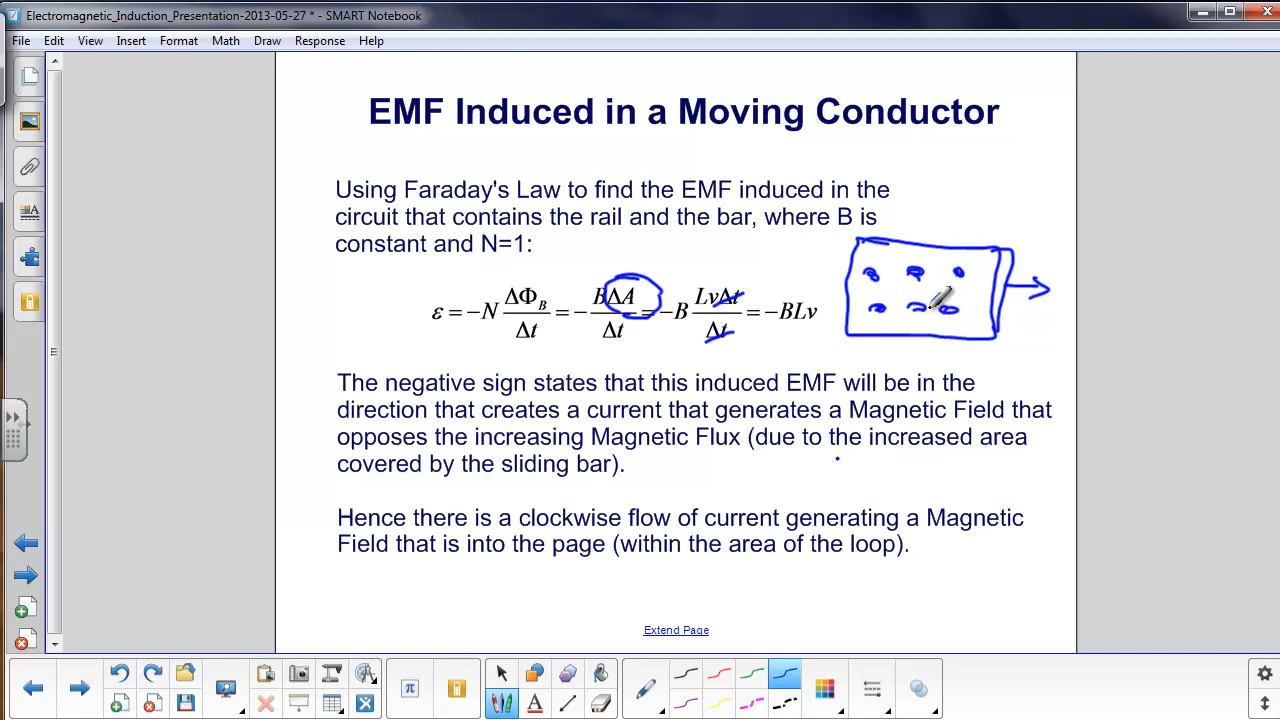 Electromagnetic_Induction_Presentation-2013-05-27 * - SMART Notebook
File Edit View Insert Format Math Draw Response Help
EMF Induced in a Moving Conductor
Using Faraday's Law to find the EMF induced in the
circuit that contains the rail and the bar, where B is
constant and N=1:
ε = −N ΔΦ_B/Δt = − BΔA/Δt = −B LvΔt/Δt = −BLv
The negative sign states that this induced EMF will be in the
direction that creates a current that generates a Magnetic Field that
opposes the increasing Magnetic Flux (due to the increased area
covered by the sliding bar).
Hence there is a clockwise flow of current generating a Magnetic
Field that is into the page (within the area of the loop).
Extend Page